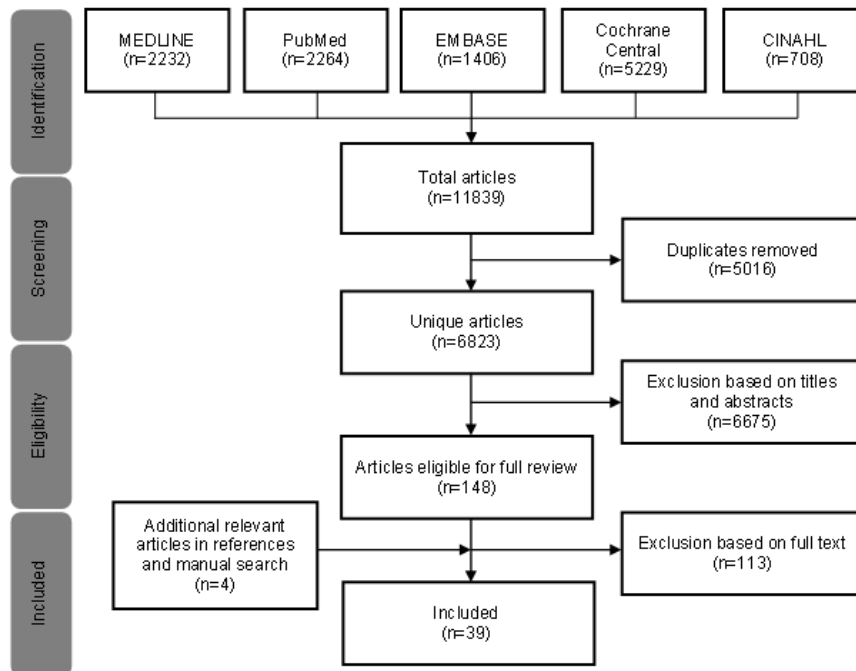 Identification
MEDLINE
(n=2232)
PubMed
(n=2264)
EMBASE
(n=1406)
Cochrane
Central
(n=5229)
CINAHL
(n=708)
Total articles
(n=11839)
Screening
Duplicates removed
(n=5016)
Unique articles
(n=6823)
Eligibility
Exclusion based on titles
and abstracts
(n=6675)
Articles eligible for full review
(n=148)
Included
Additional relevant
articles in references
and manual search
(n=4)
Exclusion based on full text
(n=113)
Included
(n=39)